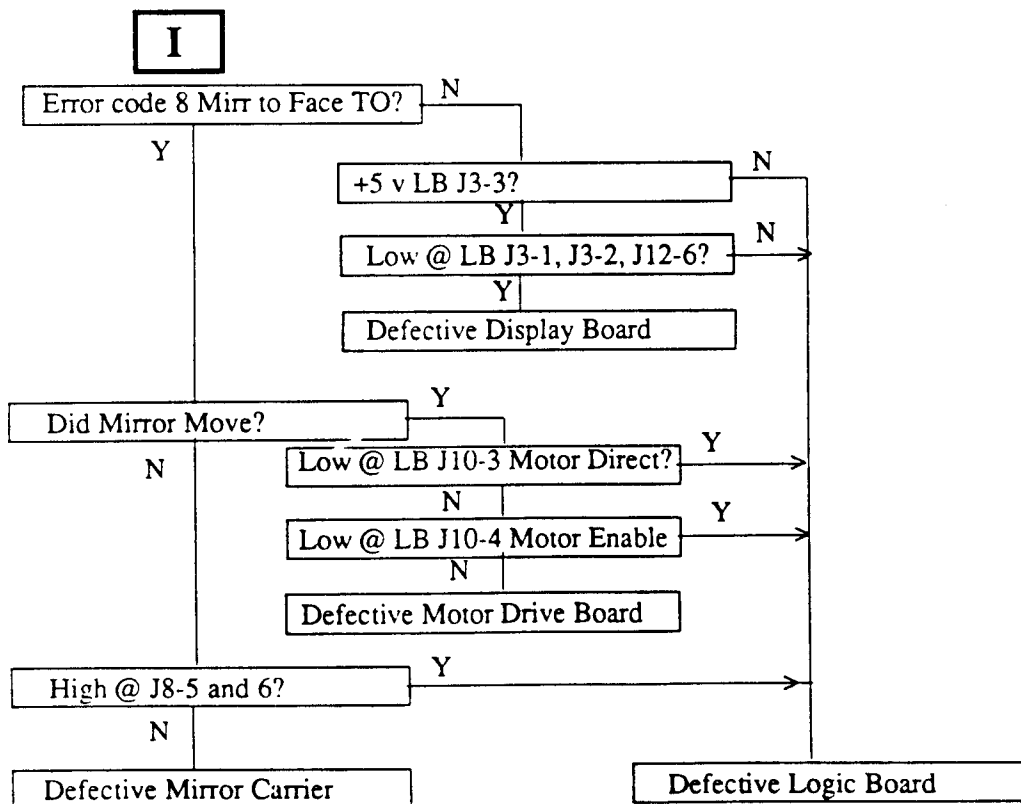 I
Error code 8 Mirr to Face TO?
N
Y
+5 v LB J3-3?
N
Y
Low @ LB J3-1, J3-2, J12-6?
N
Y
Defective Display Board
Did Mirror Move?
Y
N
Low @ LB J10-3 Motor Direct?
Y
N
Low @ LB J10-4 Motor Enable
Y
N
Defective Motor Drive Board
High @ J8-5 and 6?
Y
N
Defective Mirror Carrier
Defective Logic Board